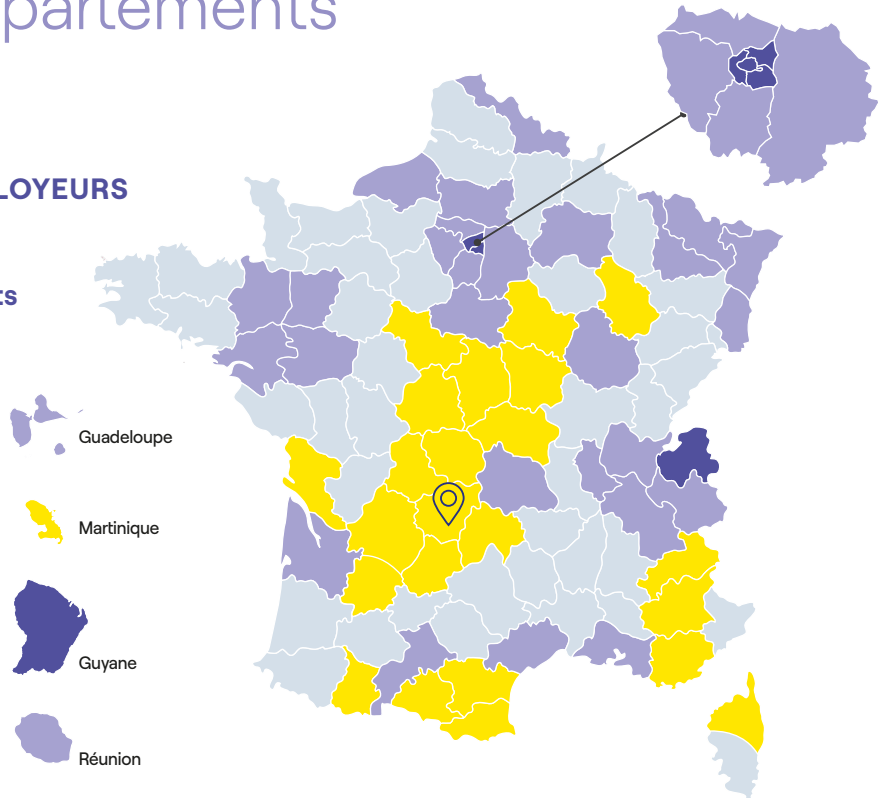 partements
LOYEURS
ts
Guadeloupe
Martinique
Guyane
Réunion